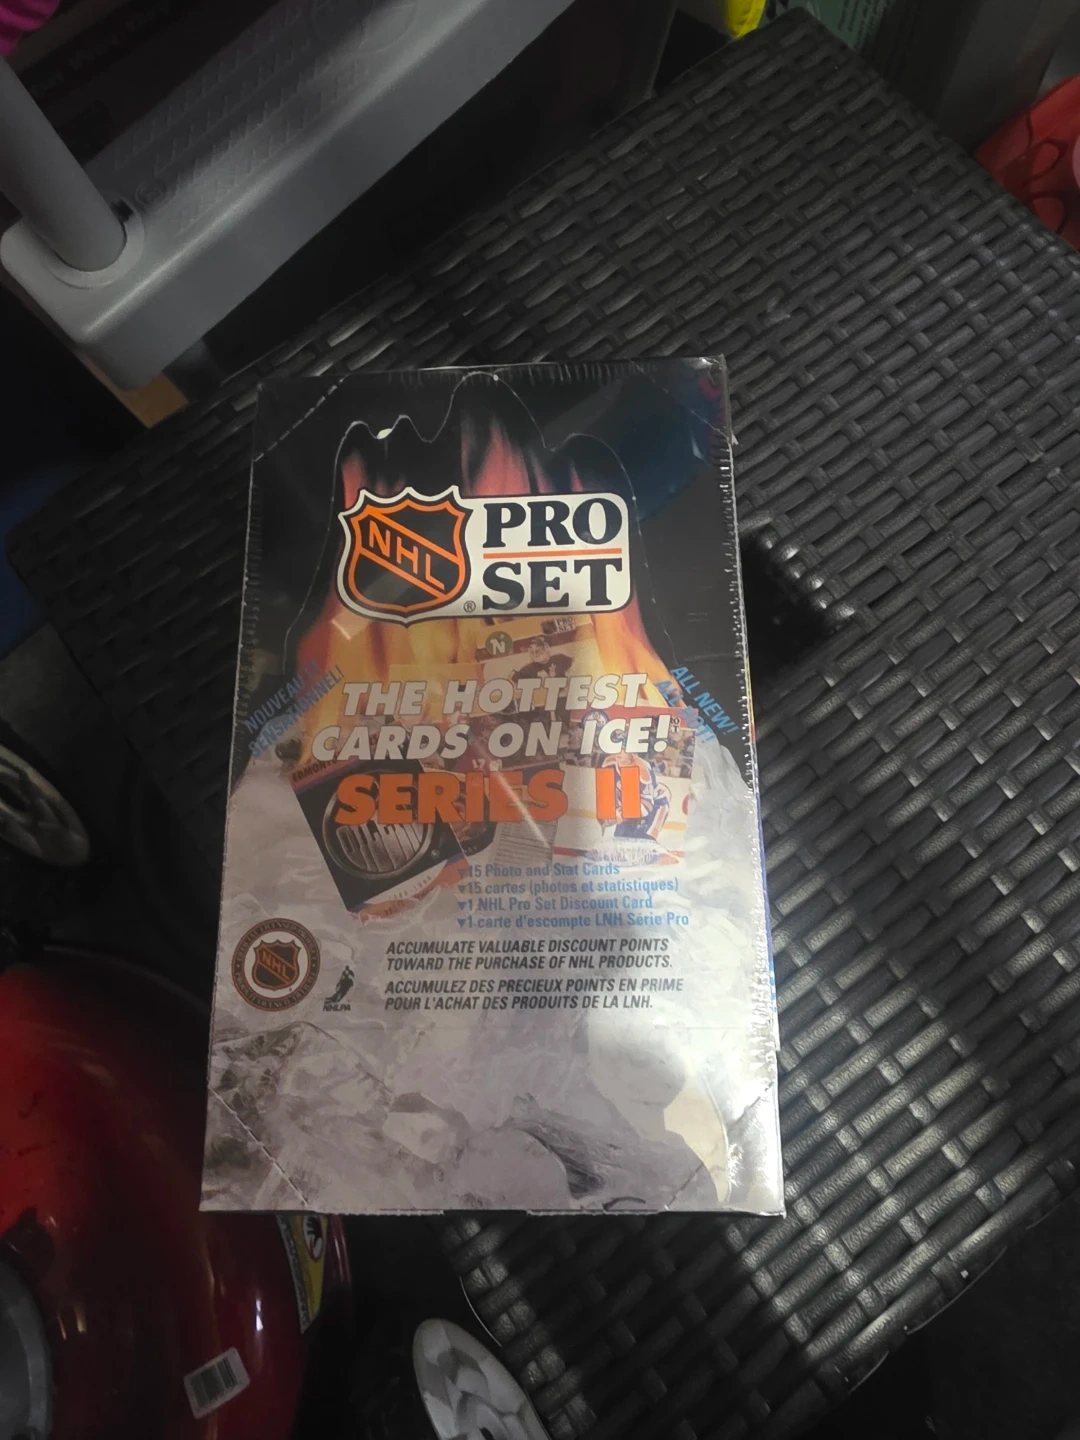 NHL
PRO
SET
®
NOUVEAU!
SENSATIONNEL!
ALL NEW!
THE HOTTEST
CARDS ON ICE!
SERIES II
15 Photo and Stat Cards
15 cartes (photos et statistiques)
1 NHL Pro Set Discount Card
1 carte d'escompte LNH Série Pro
ACCUMULATE VALUABLE DISCOUNT POINTS
TOWARD THE PURCHASE OF NHL PRODUCTS.
ACCUMULEZ DES PRECIEUX POINTS EN PRIME
POUR L'ACHAT DES PRODUITS DE LA LNH.
NHL
NHLPA